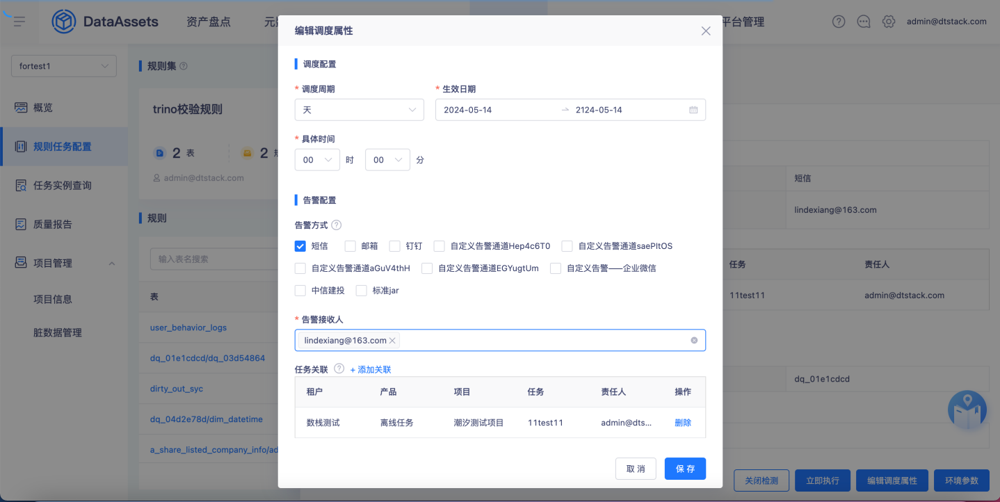 DataAssets
资产盘点
平台管理
admin@dtstack.com
fortest1
概览
规则任务配置
任务实例查询
质量报告
项目管理
项目信息
脏数据管理
规则集
trino校验规则
2 表
2
admin@dtstack.com
规则
输入表名搜索
表
user_behavior_logs
dq_01e1cdcd/dq_03d54864
dirty_out_syc
dq_04d2e78d/dim_datetime
a_share_listed_company_info/ad
编辑调度属性
调度配置
* 调度周期
* 生效日期
天
2024-05-14
2124-05-14
* 具体时间
00 时 00 分
告警配置
告警方式
短信 邮箱 钉钉 自定义告警通道Hep4c6T0 自定义告警通道saePltOS
自定义告警通道aGuV4thH 自定义告警通道EGYugtUm 自定义告警——企业微信
中信建投 标准jar
* 告警接收人
lindexiang@163.com
任务关联 + 添加关联
租户 产品 项目 任务 责任人 操作
数栈测试 离线任务 潮汐测试项目 11test11 admin@dts... 删除
取 消 保 存
短信
lindexiang@163.com
任务 责任人
11test11 admin@dtstack.com
dq_01e1cdcd
关闭检测 立即执行 编辑调度属性 环境参数